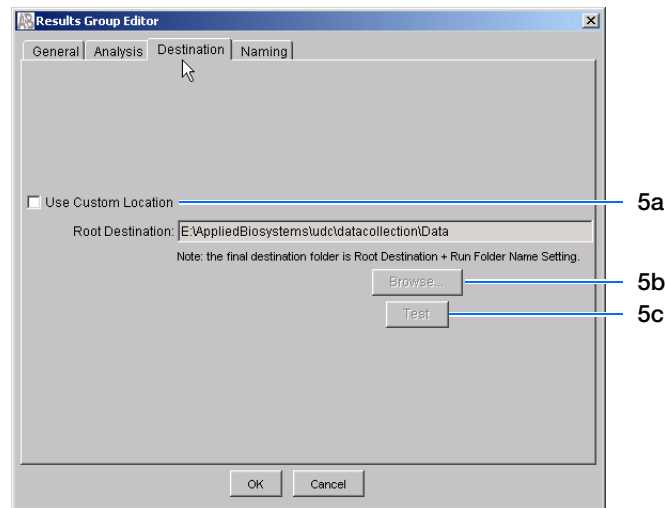 Results Group Editor
General Analysis Destination Naming
Use Custom Location 5a
Root Destination: E:\AppliedBiosystems\udc\datacollection\Data
Note: the final destination folder is Root Destination + Run Folder Name Setting.
Browse... 5b
Test 5c
OK Cancel